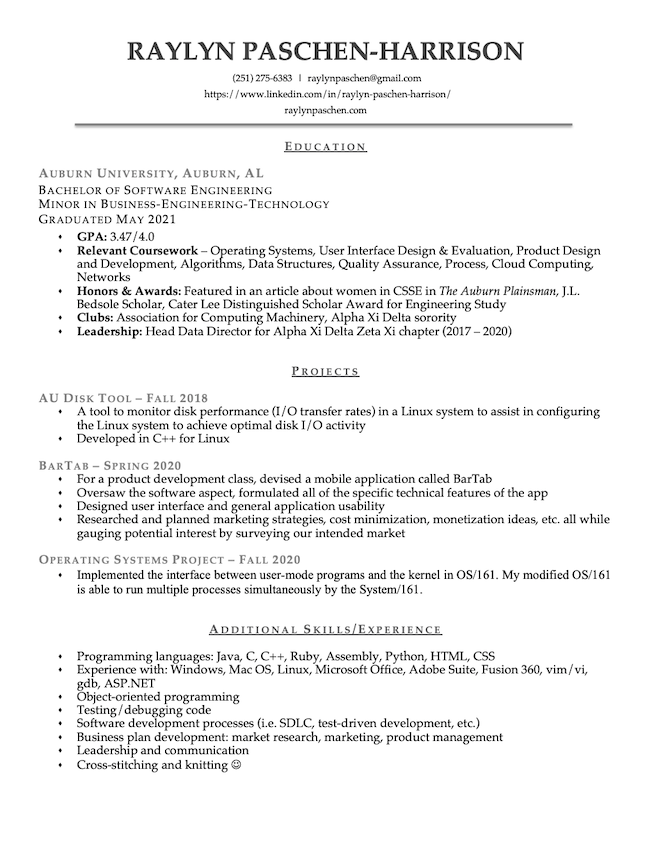 RAYLYN PASCHEN-HARRISON
(251) 275-6383 | raylynpaschen@gmail.com
https://www.linkedin.com/in/raylyn-paschen-harrison/
raylynpaschen.com
EDUCATION
AUBURN UNIVERSITY, AUBURN, AL
BACHELOR OF SOFTWARE ENGINEERING
MINOR IN BUSINESS-ENGINEERING-TECHNOLOGY
GRADUATED MAY 2021
GPA: 3.47/4.0
Relevant Coursework – Operating Systems, User Interface Design & Evaluation, Product Design
and Development, Algorithms, Data Structures, Quality Assurance, Process, Cloud Computing,
Networks
Honors & Awards: Featured in an article about women in CSSE in The Auburn Plainsman, J.L.
Bedsole Scholar, Cater Lee Distinguished Scholar Award for Engineering Study
Clubs: Association for Computing Machinery, Alpha Xi Delta sorority
Leadership: Head Data Director for Alpha Xi Delta Zeta Xi chapter (2017 – 2020)
PROJECTS
AU DISK TOOL – FALL 2018
A tool to monitor disk performance (I/O transfer rates) in a Linux system to assist in configuring
the Linux system to achieve optimal disk I/O activity
Developed in C++ for Linux
BARTAB – SPRING 2020
For a product development class, devised a mobile application called BarTab
Oversaw the software aspect, formulated all of the specific technical features of the app
Designed user interface and general application usability
Researched and planned marketing strategies, cost minimization, monetization ideas, etc. all while
gauging potential interest by surveying our intended market
OPERATING SYSTEMS PROJECT – FALL 2020
Implemented the interface between user-mode programs and the kernel in OS/161. My modified OS/161
is able to run multiple processes simultaneously by the System/161.
ADDITIONAL SKILLS/EXPERIENCE
Programming languages: Java, C, C++, Ruby, Assembly, Python, HTML, CSS
Experience with: Windows, Mac OS, Linux, Microsoft Office, Adobe Suite, Fusion 360, vim/vi,
gdb, ASP.NET
Object-oriented programming
Testing/debugging code
Software development processes (i.e. SDLC, test-driven development, etc.)
Business plan development: market research, marketing, product management
Leadership and communication
Cross-stitching and knitting ☺